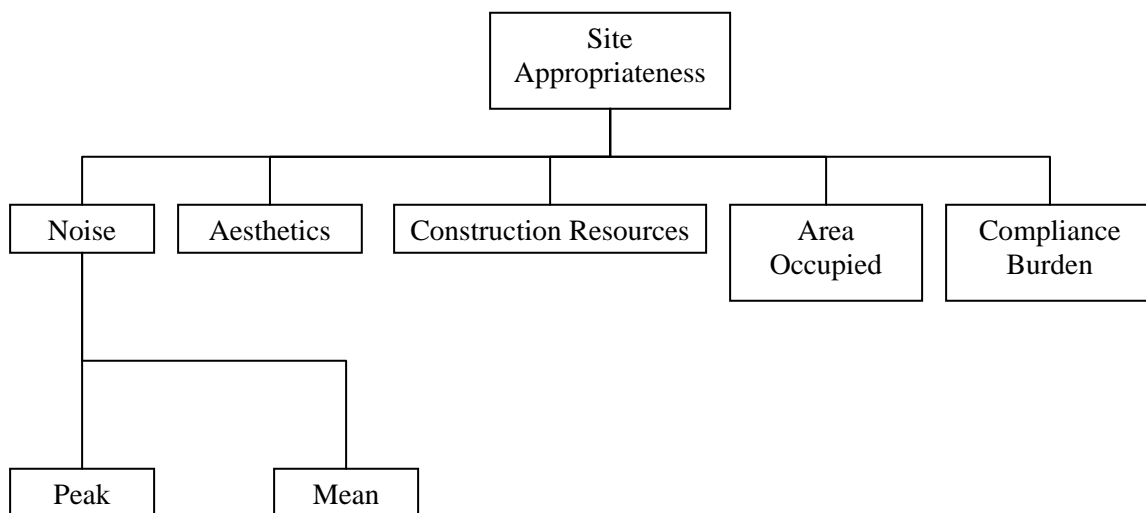 Site
Appropriateness
Noise
Aesthetics
Construction Resources
Area
Occupied
Compliance
Burden
Peak
Mean